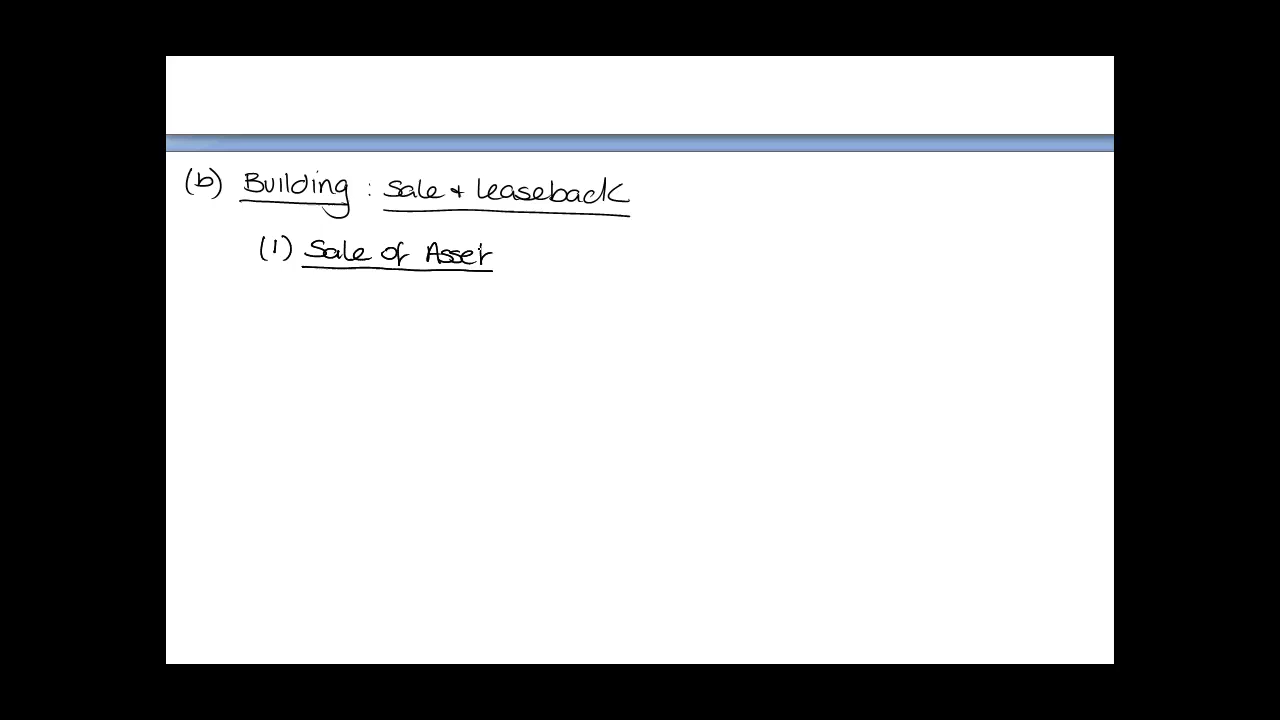 (b) Building : Sale + Leaseback
(1) Sale of Asset